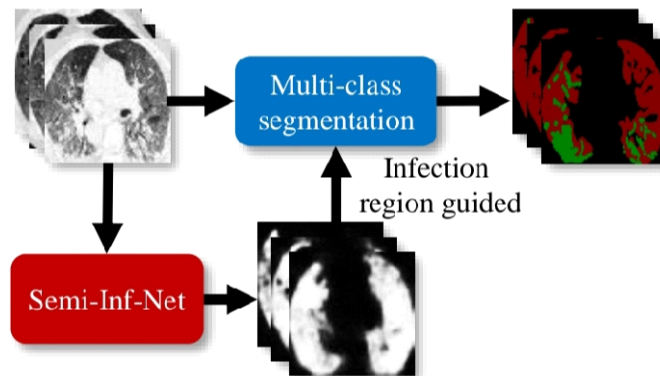 Multi-class
segmentation
Infection
region guided
Semi-Inf-Net